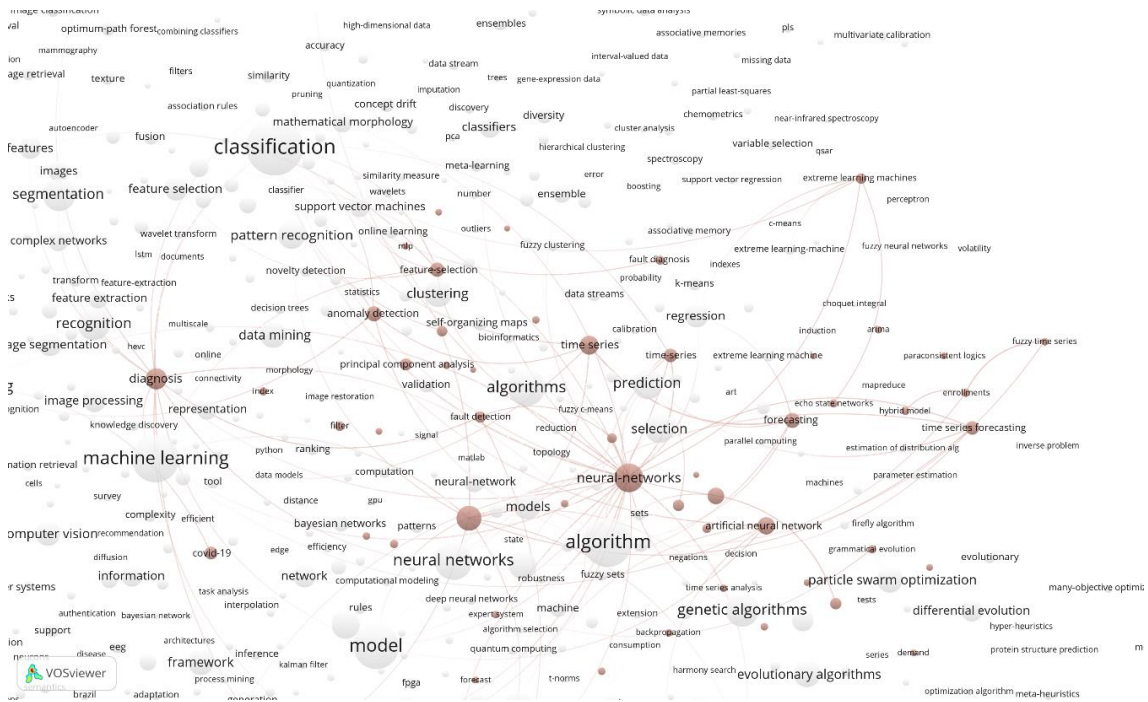 image classification
symbolic data analysis
optimum-path forest
combining classifiers
high-dimensional data
ensembles
associative memories
pls
multivariate calibration
mammography
accuracy
interval-valued data
missing data
age retrieval
texture
filters
similarity
data stream
trees
gene-expression data
quantization
imputation
partial least-squares
pruning
concept drift
discovery
association rules
diversity
chemometrics
near-infrared spectroscopy
mathematical morphology
classifiers
cluster analysis
autoencoder
fusion
pca
classification
hierarchical clustering
variable selection
qsar
features
spectroscopy
images
meta-learning
similarity measure
error
support vector regression
extreme learning machines
segmentation
feature selection
classifier
wavelets
number
ensemble
boosting
perceptron
support vector machines
c-means
wavelet transform
pattern recognition
online learning
outliers
associative memory
complex networks
mlp
fuzzy clustering
extreme learning-machine
fuzzy neural networks
volatility
lstm
documents
fault diagnosis
indexes
novelty detection
feature-selection
probability
k-means
transform
feature-extraction
feature extraction
statistics
clustering
data streams
choquet.integral
decision trees
anomaly detection
regression
recognition
multiscale
self-organizing maps
calibration
induction
arima
data mining
bioinformatics
age segmentation
hevc
online
time series
time-series
extreme learning machine
paraconsistent logics
fuzzy time series
principal component analysis
morphology
diagnosis
connectivity
validation
algorithms
prediction
mapreduce
index
image restoration
art
enrollments
image processing
representation
fuzzy c-means
echo state networks
hybrid model
gnition
knowledge discovery
fault detection
forecasting
filter
reduction
selection
time series forecasting
signal
parallel computing
estimation of distribution alg
inverse problem
python
ranking
matlab
topology
machine learning
mation retrieval
data models
computation
neural-network
neural-networks
parameter estimation
cells
tool
machines
survey
distance
gpu
models
sets
complexity
efficient
bayesian networks
patterns
artificial neural network
firefly algorithm
omputer vision
recommendation
state
algorithm
diffusion
covid-19
edge
efficiency
negations
decision
grammatical evolution
evolutionary
neural networks
information
network
computational modeling
robustness
fuzzy sets
particle swarm optimization
er systems
task analysis
time series analysis
many-objective optimi
interpolation
deep neural networks
tests
authentication
bayesian network
rules
expert system
machine
extension
genetic algorithms
differential evolution
support
architectures
algorithm selection
backpropagation
hyper-heuristics
eeg
model
quantum computing
consumption
disease
inference
series
demand
protein structure prediction
m
framework
kalman filter
harmony search
VOSviewer
process mining
evolutionary algorithms
fpga
forecast
t-norms
semantics
brazil
adaptation
generation
optimization algorithm
meta-heuristics